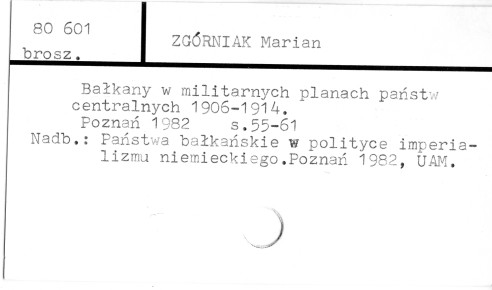 80 601
brosz.
ZGÓRNIAK Marian
Bałkany w militarnych planach państw
centralnych 1906-1914.
Poznań 1982 s.55-61
Nadb.: Państwa bałkańskie w polityce imperia-
lizmu niemieckiego.Poznań 1982, UAM.